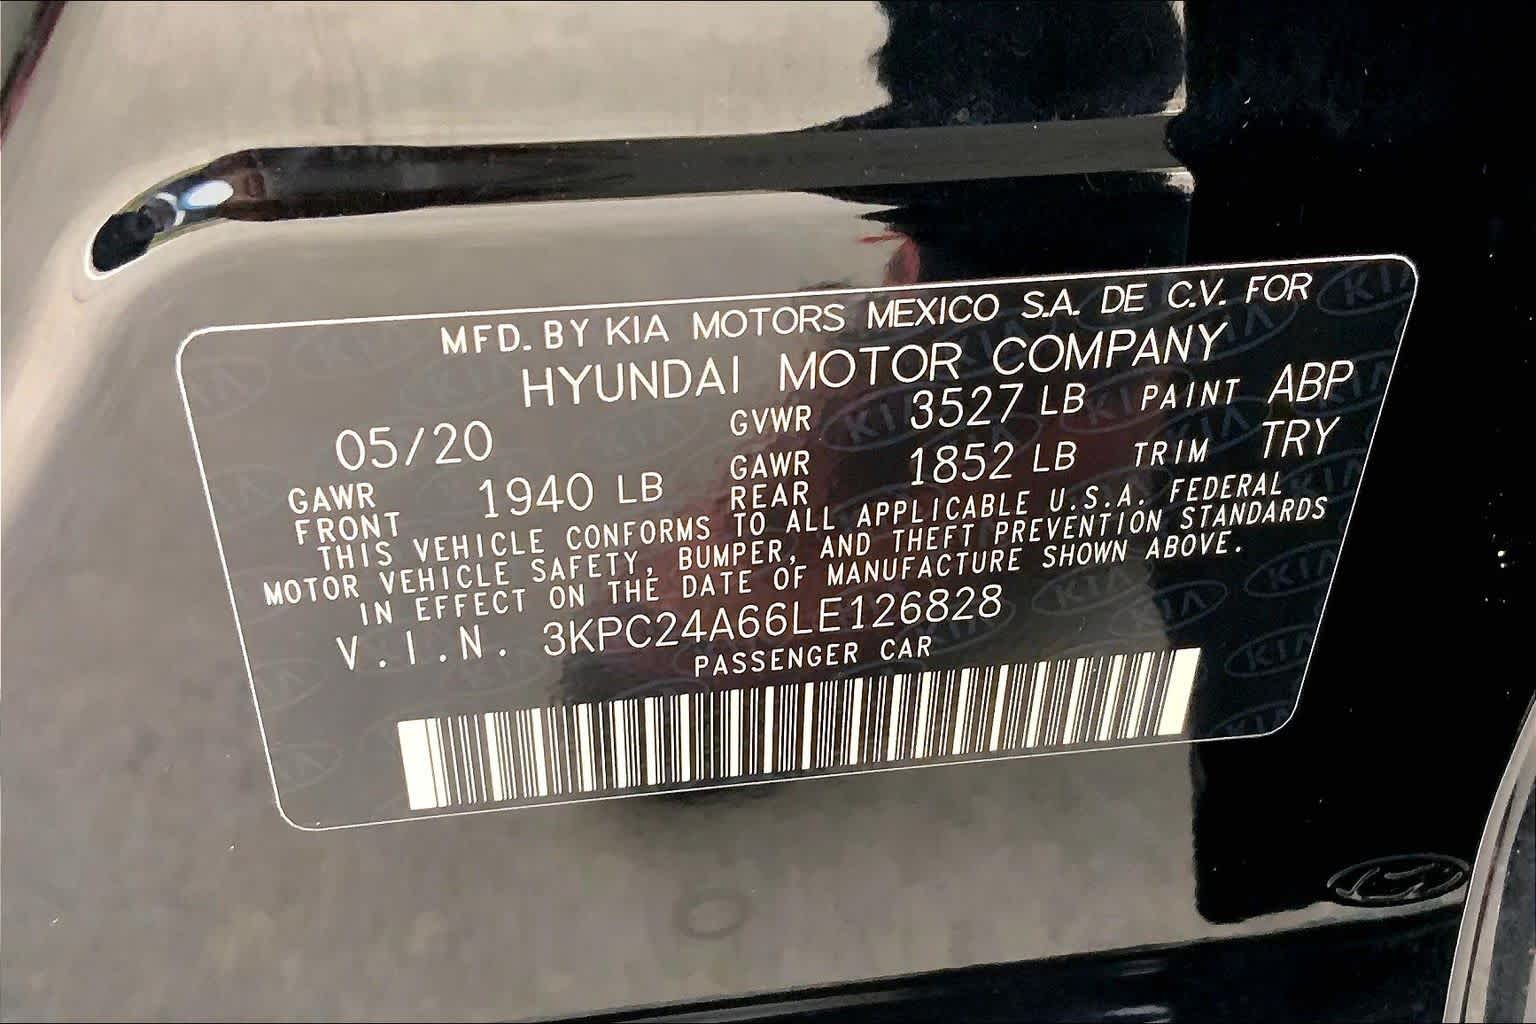 MFD. BY KIA MOTORS MEXICO S.A. DE C.V. FOR
HYUNDAI MOTOR COMPANY
05/20 GVWR 3527 LB PAINT ABP
GAWR FRONT 1940 LB GAWR REAR 1852 LB TRIM TRY
THIS VEHICLE CONFORMS TO ALL APPLICABLE U.S.A. FEDERAL
MOTOR VEHICLE SAFETY, BUMPER, AND THEFT PREVENTION STANDARDS
IN EFFECT ON THE DATE OF MANUFACTURE SHOWN ABOVE.
V.I.N. 3KPC24A66LE126828
PASSENGER CAR